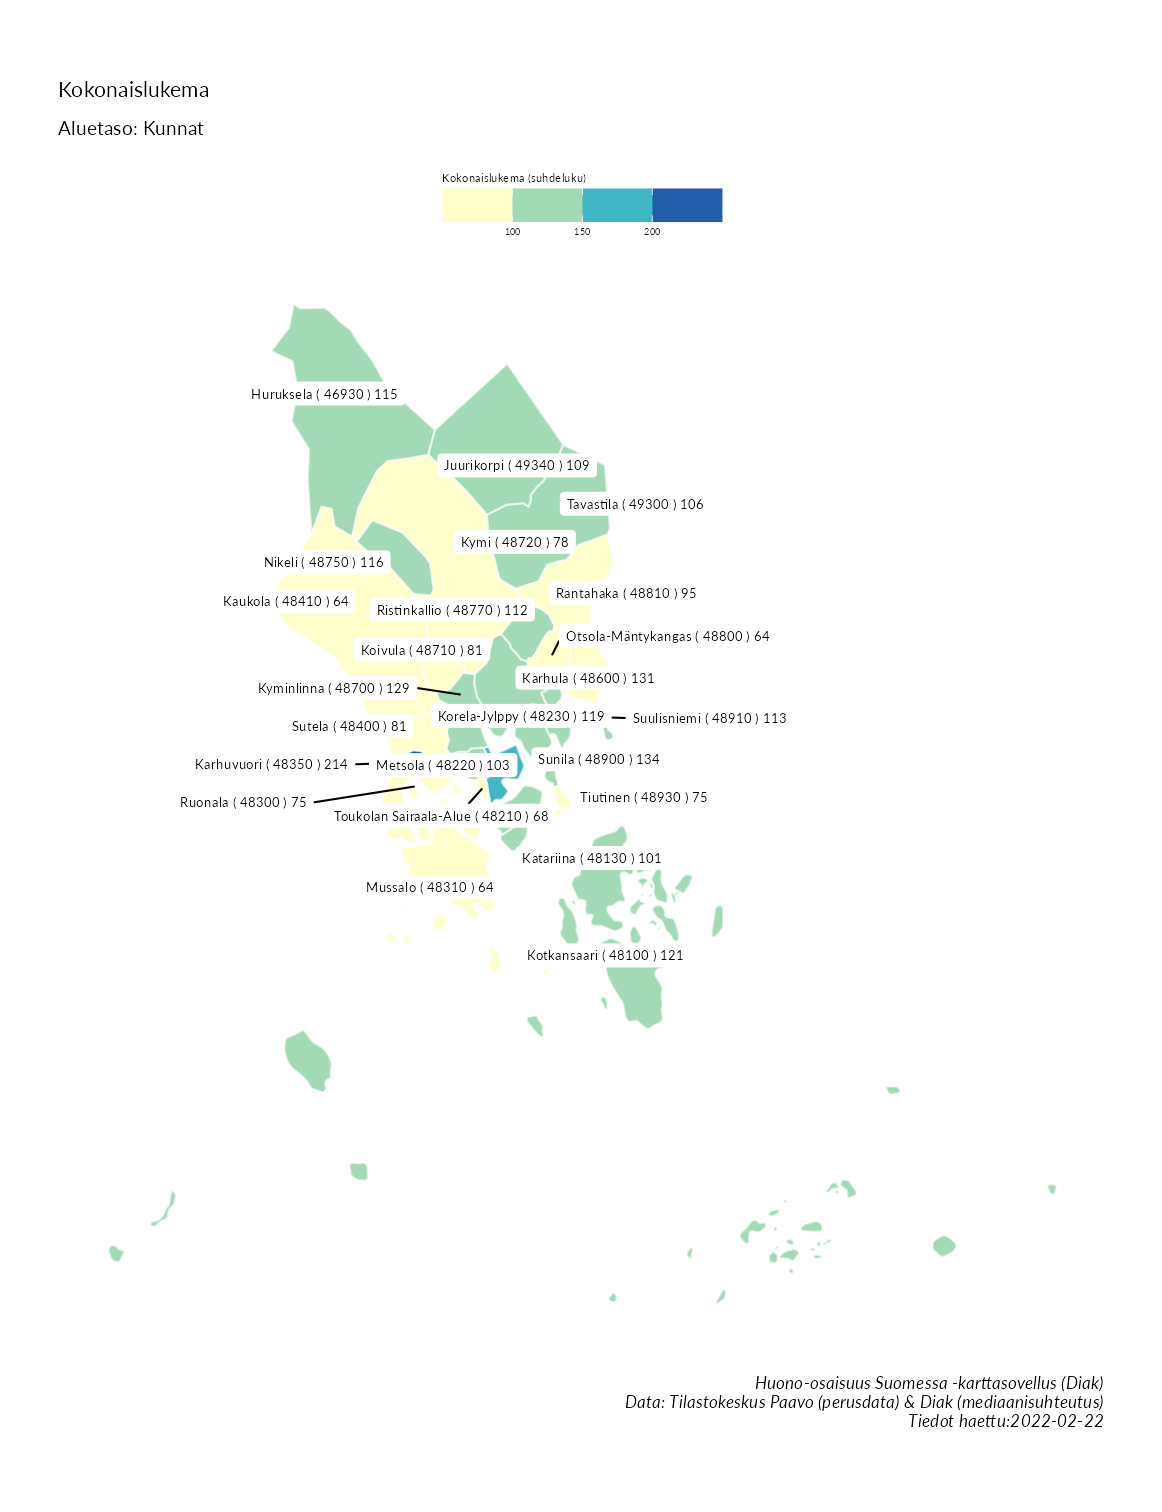 Kokonaislukema
Aluetaso: Kunnat
Kokonaislukema (suhdeluku)
100 150 200
Huruksela ( 46930 ) 115
Juurikorpi ( 49340 ) 109
Tavastila ( 49300 ) 106
Kymi ( 48720 ) 78
Nikeli ( 48750 ) 116
Rantahaka ( 48810 ) 95
Kaukola ( 48410 ) 64
Ristinkallio ( 48770 ) 112
Otsola-Mäntykangas ( 48800 ) 64
Koivula ( 48710 ) 81
Karhula ( 48600 ) 131
Kyminlinna ( 48700 ) 129
Korela-Jylppy ( 48230 ) 119
Suulisniemi ( 48910 ) 113
Sutela ( 48400 ) 81
Sunila ( 48900 ) 134
Karhuvuori ( 48350 ) 214
Metsola ( 48220 ) 103
Tiutinen ( 48930 ) 75
Ruonala ( 48300 ) 75
Toukolan Sairaala-Alue ( 48210 ) 68
Katariina ( 48130 ) 101
Mussalo ( 48310 ) 64
Kotkansaari ( 48100 ) 121
Huono-osaisuus Suomessa -karttasovellus (Diak)
Data: Tilastokeskus Paavo (perusdata) & Diak (mediaanisuhteutus)
Tiedot haettu:2022-02-22